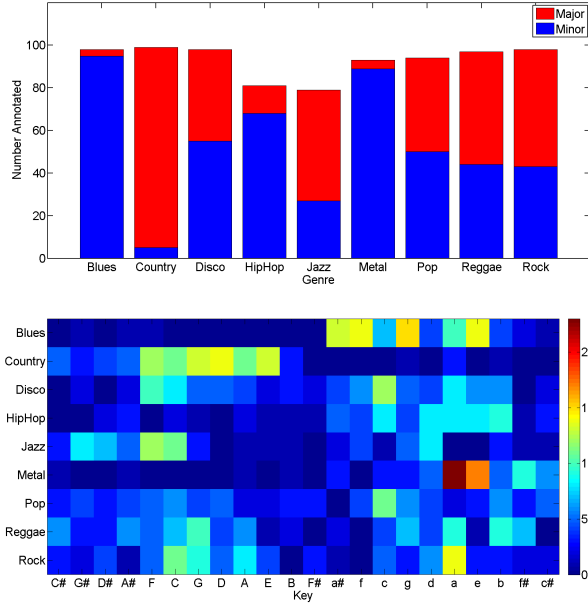 Major
Minor
Number Annotated
100
80
60
40
20
0
Blues Country Disco HipHop Jazz Metal Pop Reggae Rock
Genre
Blues
Country
Disco
HipHop
Jazz
Metal
Pop
Reggae
Rock
2
1
1
5
0
C# G# D# A# F C G D A E B F# a# f c g d a e b f# c#
Key